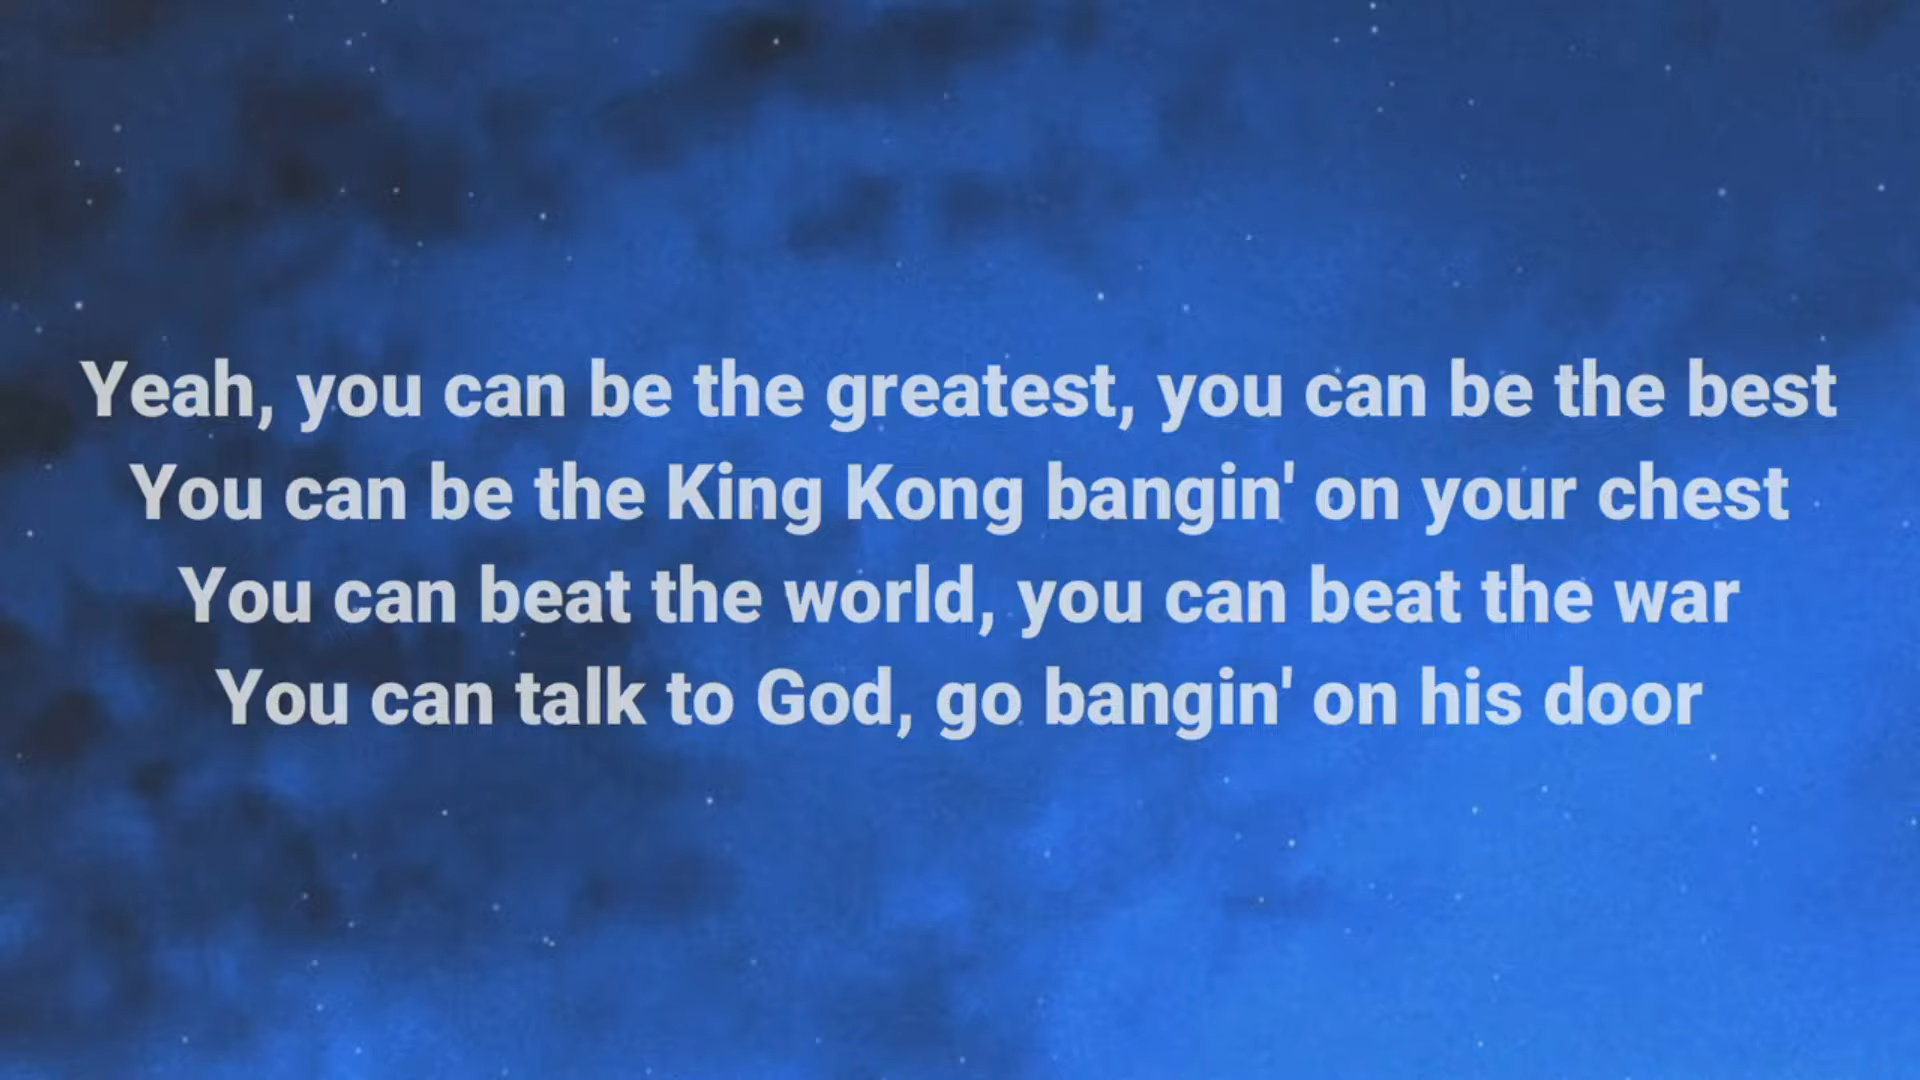 Yeah, you can be the greatest, you can be the best
You can be the King Kong bangin' on your chest
You can beat the world, you can beat the war
You can talk to God, go bangin' on his door